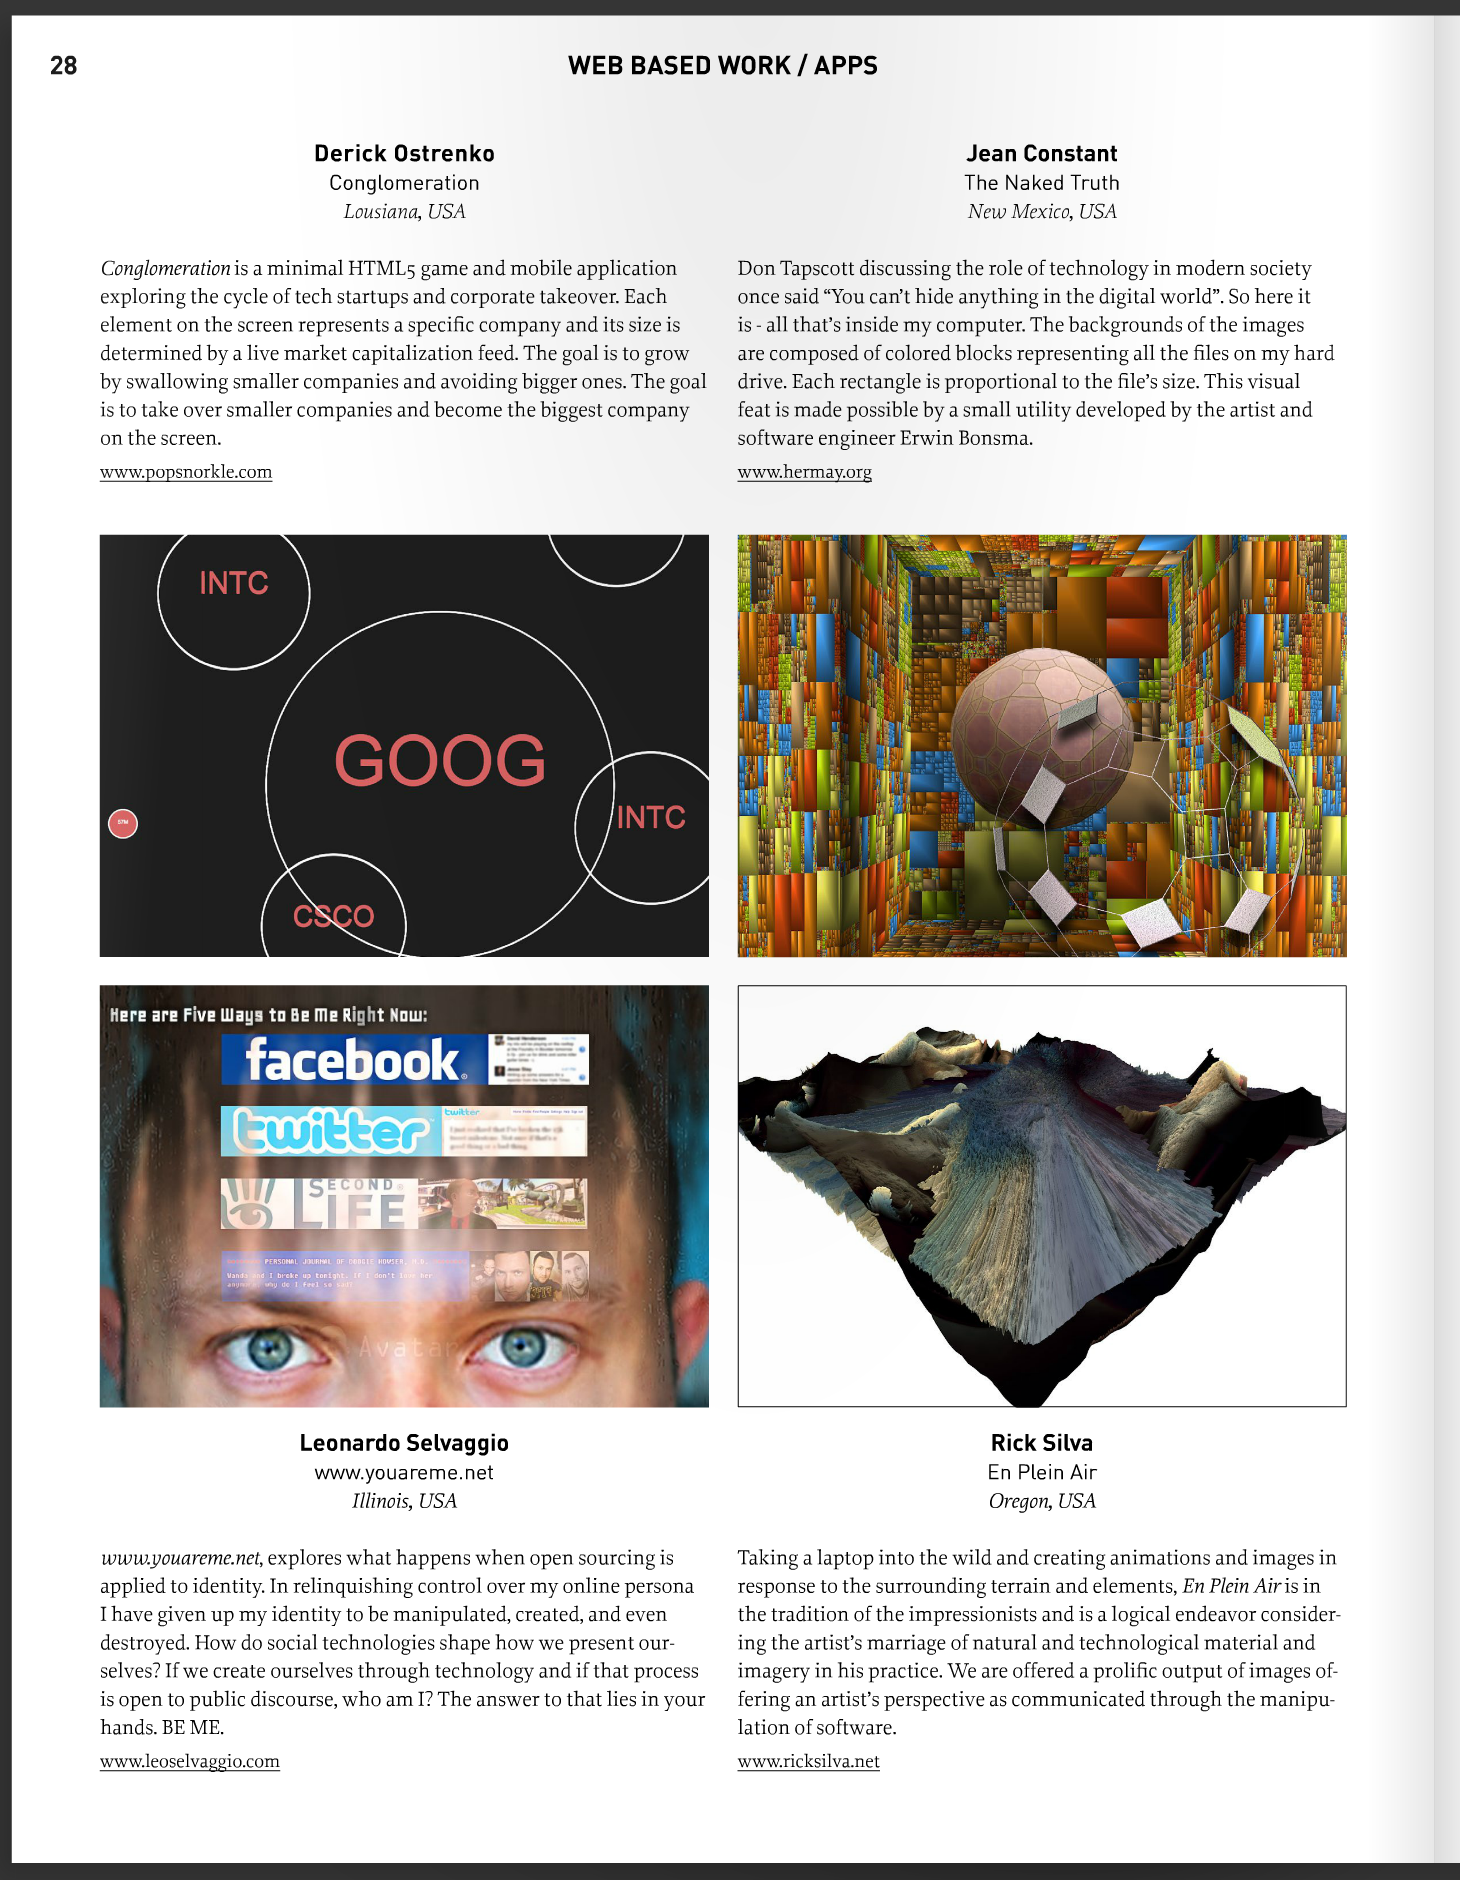 28
WEB BASED WORK / APPS
Derick Ostrenko
Conglomeration
Lousiana, USA
Conglomeration is a minimal HTML5 game and mobile application
exploring the cycle of tech startups and corporate takeover. Each
element on the screen represents a specific company and its size is
determined by a live market capitalization feed. The goal is to grow
by swallowing smaller companies and avoiding bigger ones. The goal
is to take over smaller companies and become the biggest company
on the screen.
www.popsnorkle.com
Jean Constant
The Naked Truth
New Mexico, USA
Don Tapscott discussing the role of technology in modern society
once said “You can’t hide anything in the digital world”. So here it
is - all that’s inside my computer. The backgrounds of the images
are composed of colored blocks representing all the files on my hard
drive. Each rectangle is proportional to the file’s size. This visual
feat is made possible by a small utility developed by the artist and
software engineer Erwin Bonsma.
www.hermay.org
INTC
GOOG
INTC
57M
CSCO
Here are Five Ways to Be Me Right Now:
facebook
twitter
twitter
SECOND
LIFE
PERSONAL JOURNAL OF DOOGIE HOWSER, M.D.
Wanda and I broke up tonight. If I don't love her
anymore why do I feel so sad?
Avatar
Leonardo Selvaggio
www.youareme.net
Illinois, USA
www.youareme.net, explores what happens when open sourcing is
applied to identity. In relinquishing control over my online persona
I have given up my identity to be manipulated, created, and even
destroyed. How do social technologies shape how we present our-
selves? If we create ourselves through technology and if that process
is open to public discourse, who am I? The answer to that lies in your
hands. BE ME.
www.leoselvaggio.com
Rick Silva
En Plein Air
Oregon, USA
Taking a laptop into the wild and creating animations and images in
response to the surrounding terrain and elements, En Plein Air is in
the tradition of the impressionists and is a logical endeavor consider-
ing the artist’s marriage of natural and technological material and
imagery in his practice. We are offered a prolific output of images of-
fering an artist’s perspective as communicated through the manipu-
lation of software.
www.ricksilva.net